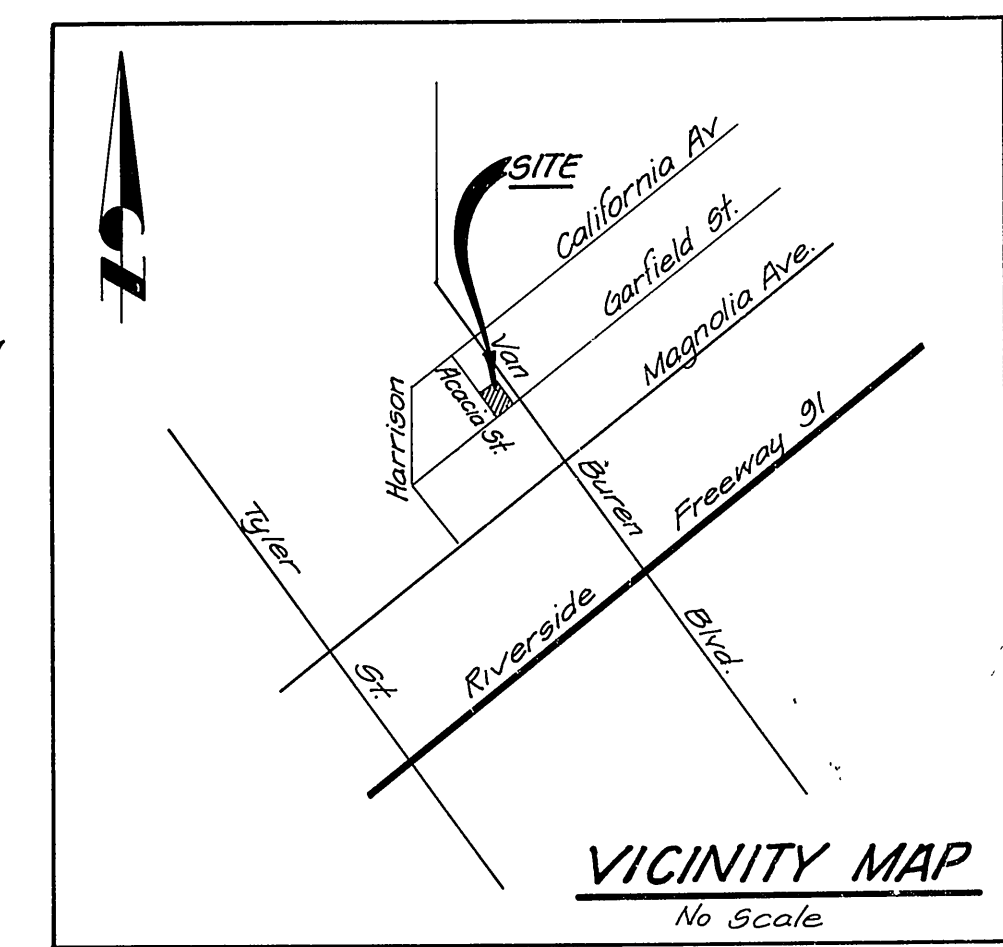 SITE
California Av
Garfield St.
Magnolia Ave.
Van
Buren
Blvd.
Acacia St.
Harrison
Tyler
St.
Riverside Freeway 91
VICINITY MAP
No Scale